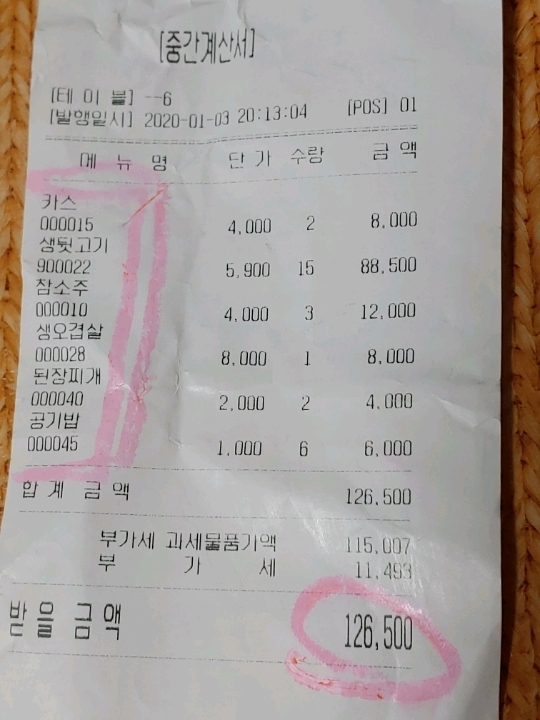 [중간계산서]
[테 이 블] --6
[발행일시] 2020-01-03 20:13:04 [POS] 01
메 뉴 명 단 가 수량 금 액
카스
000015 4,000 2 8,000
생뒷고기
900022 5,900 15 88,500
참소주
000010 4,000 3 12,000
생오겹살
000028 8,000 1 8,000
된장찌개
000040 2,000 2 4,000
공기밥
000045 1,000 6 6,000
합 계 금 액 126,500
부가세 과세물품가액 115,007
부 가 세 11,493
받을 금액 126,500